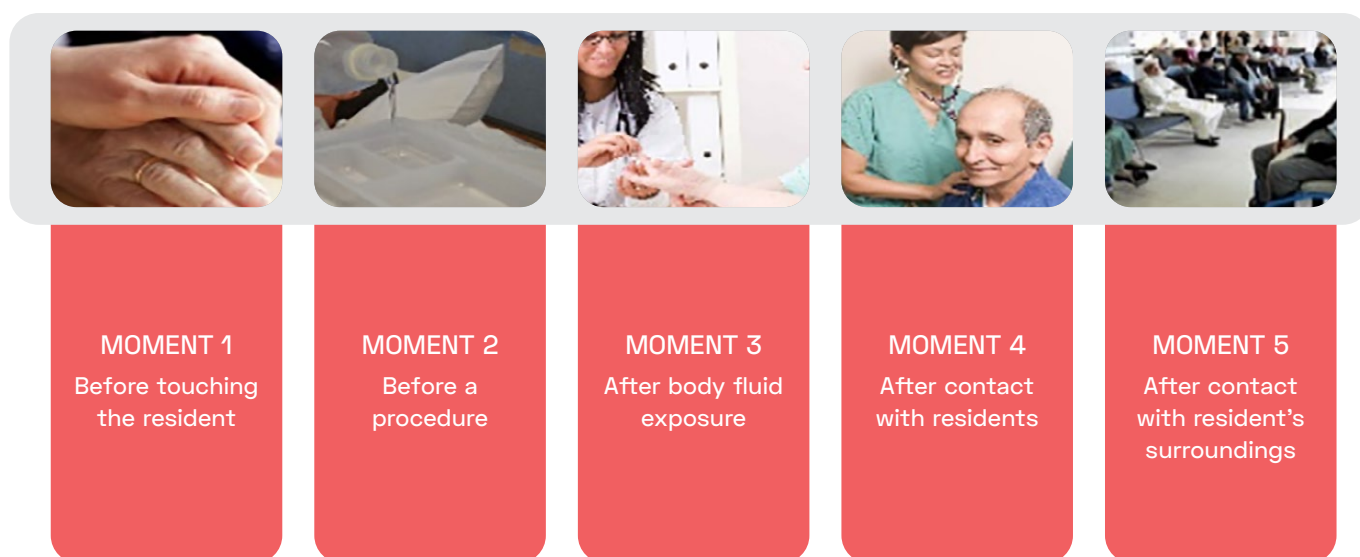 MOMENT 1
Before touching
the resident
MOMENT 2
Before a
procedure
MOMENT 3
After body fluid
exposure
MOMENT 4
After contact
with residents
MOMENT 5
After contact
with resident’s
surroundings